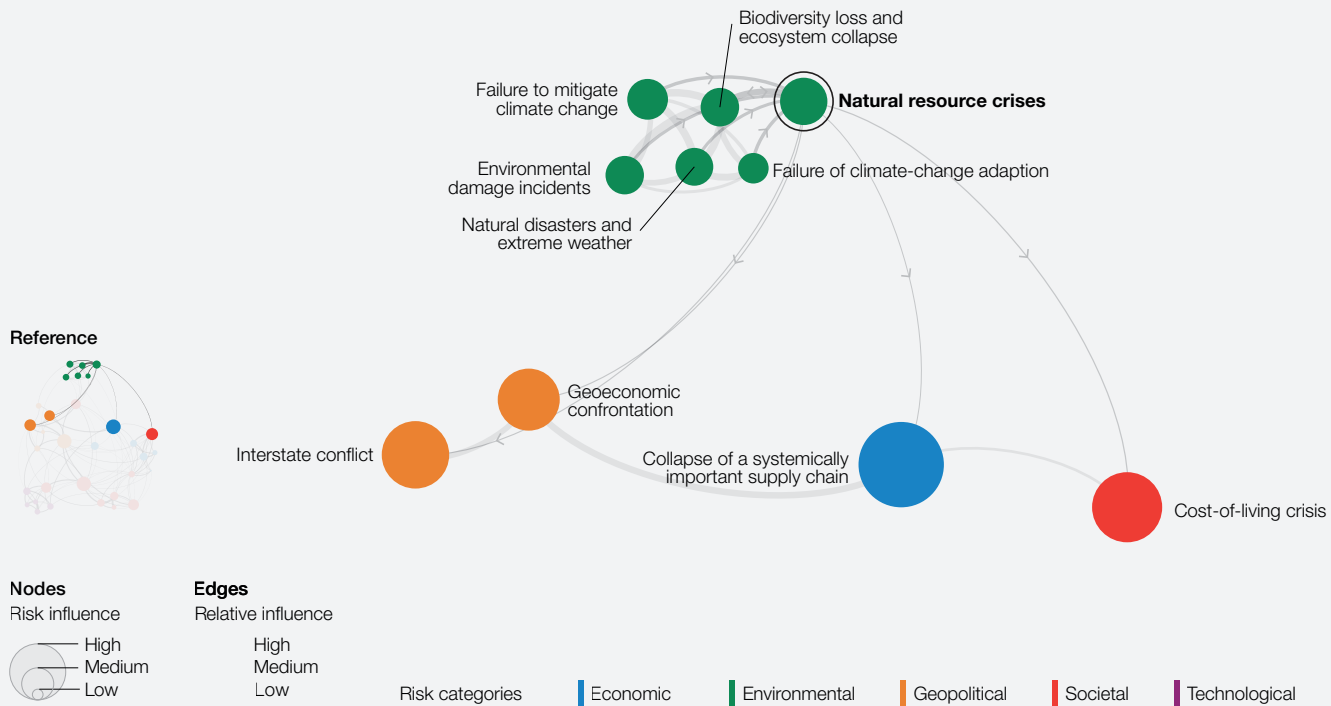 Biodiversity loss and
ecosystem collapse
Failure to mitigate
climate change
Natural resource crises
Environmental
damage incidents
Failure of climate-change adaption
Natural disasters and
extreme weather
Reference
Geoeconomic
confrontation
Interstate conflict
Collapse of a systemically
important supply chain
Cost-of-living crisis
Nodes
Risk influence
High
Medium
Low
Edges
Relative influence
High
Medium
Low
Risk categories
Economic
Environmental
Geopolitical
Societal
Technological